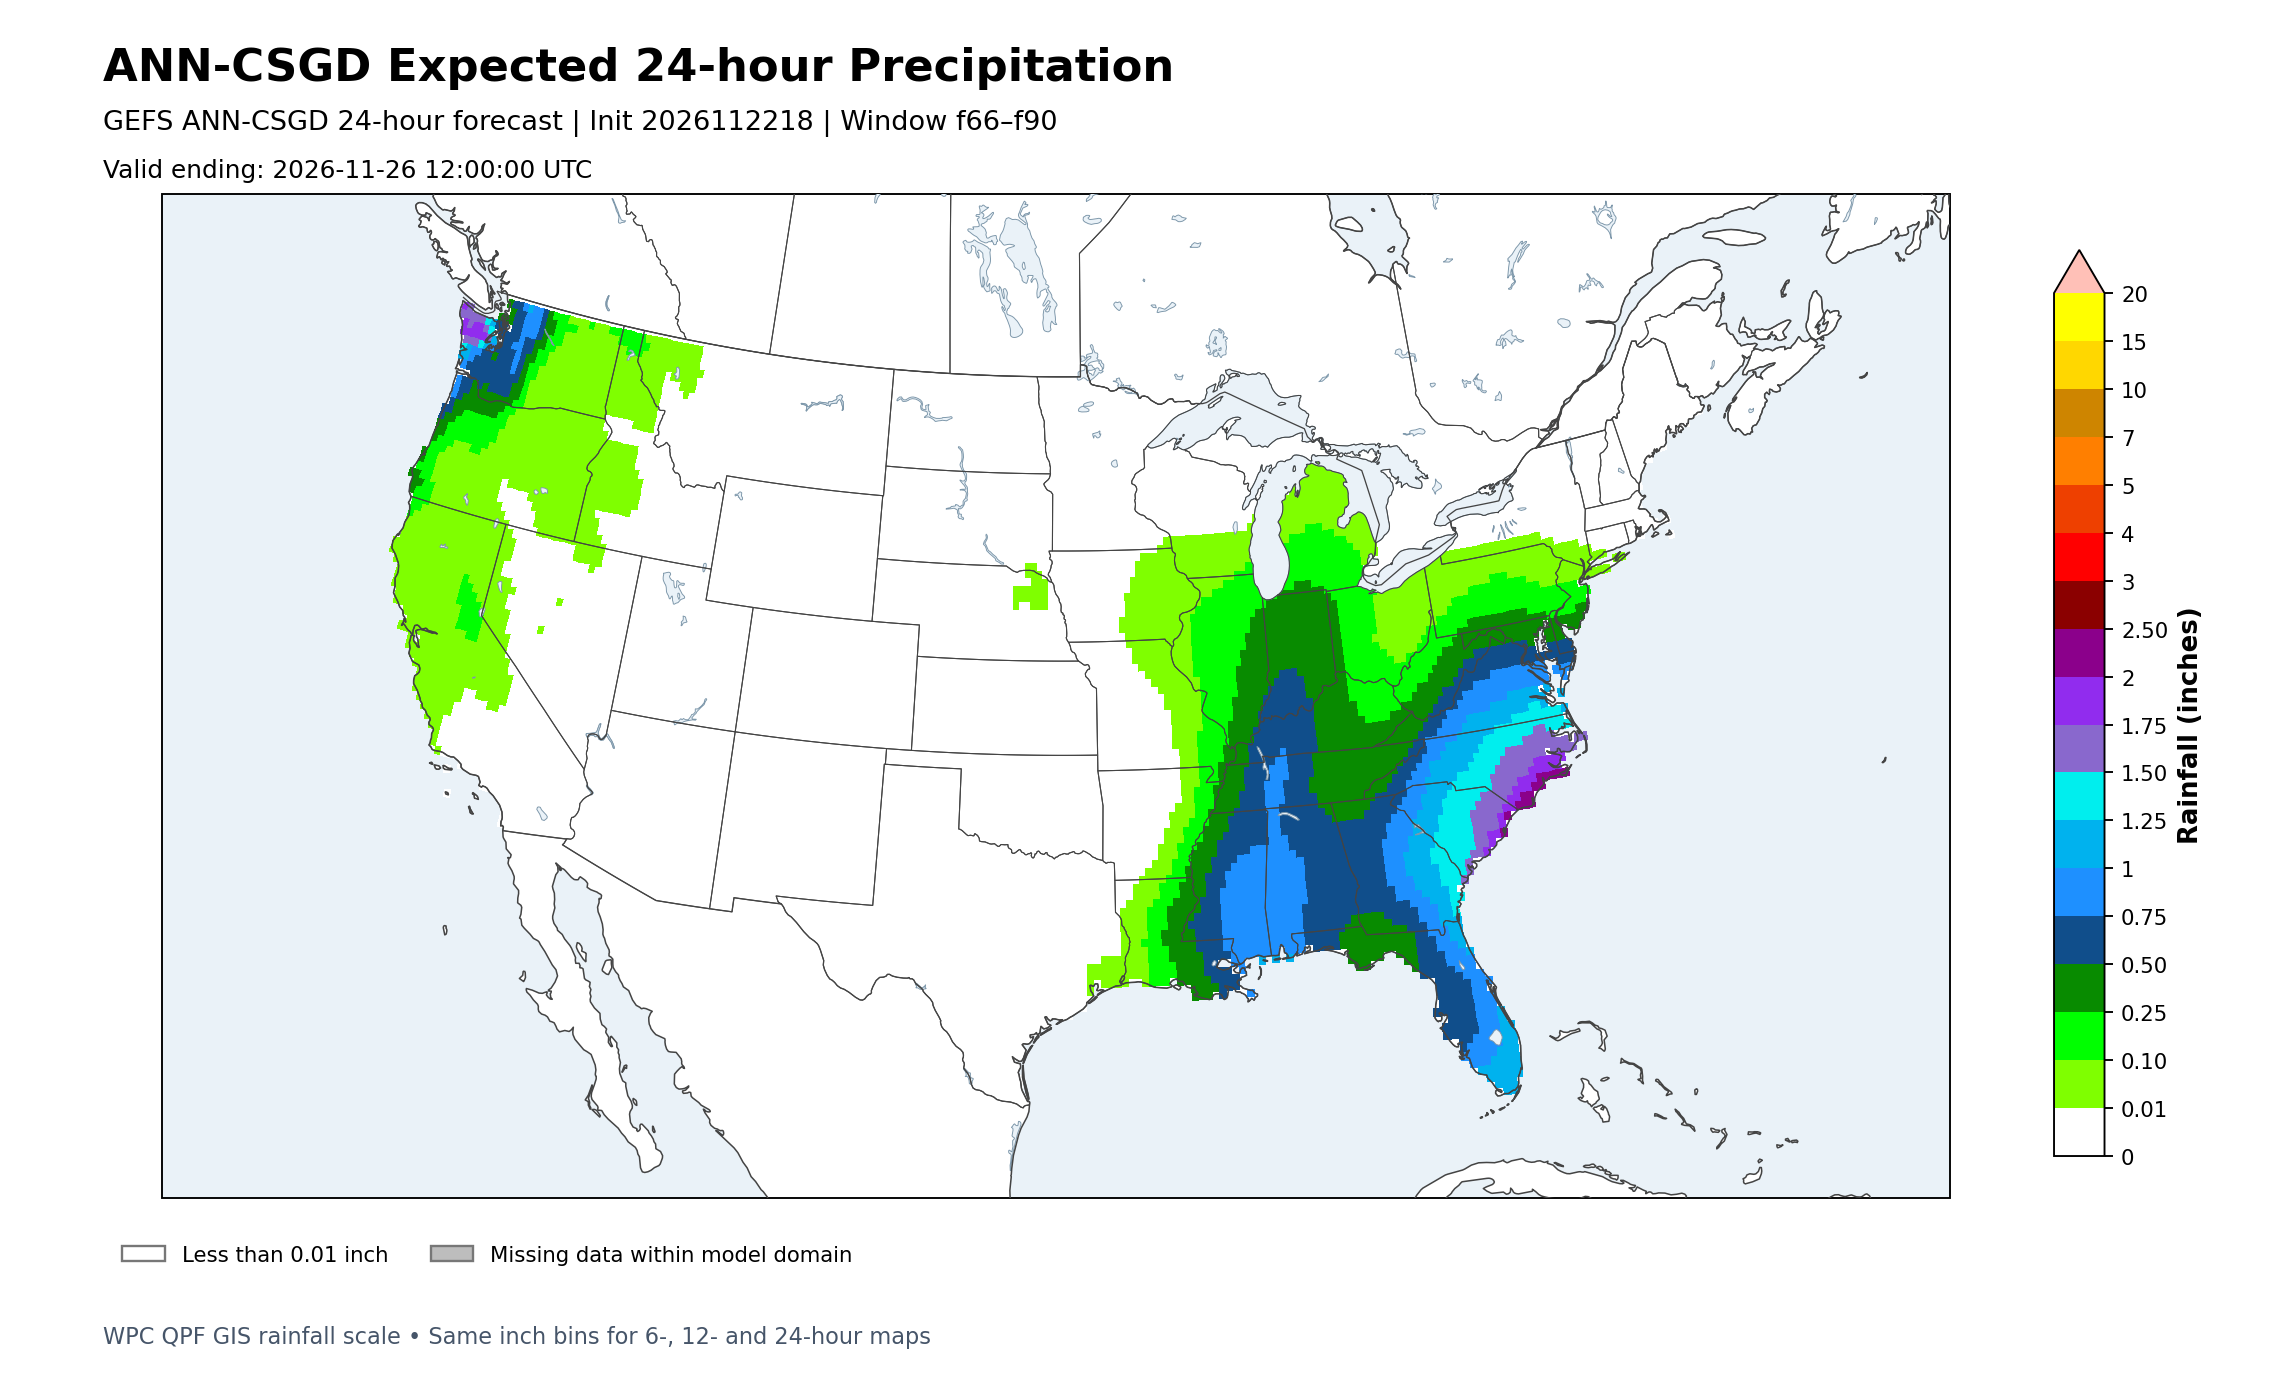 ANN-CSGD Expected 24-hour Precipitation
GEFS ANN-CSGD 24-hour forecast | Init 2026112218 | Window f66–f90
Valid ending: 2026-11-26 12:00:00 UTC
20
15
10
7
5
4
3
2.50
2
1.75
1.50
1.25
1
0.75
0.50
0.25
0.10
0.01
0
Rainfall (inches)
Less than 0.01 inch
Missing data within model domain
WPC QPF GIS rainfall scale • Same inch bins for 6-, 12- and 24-hour maps